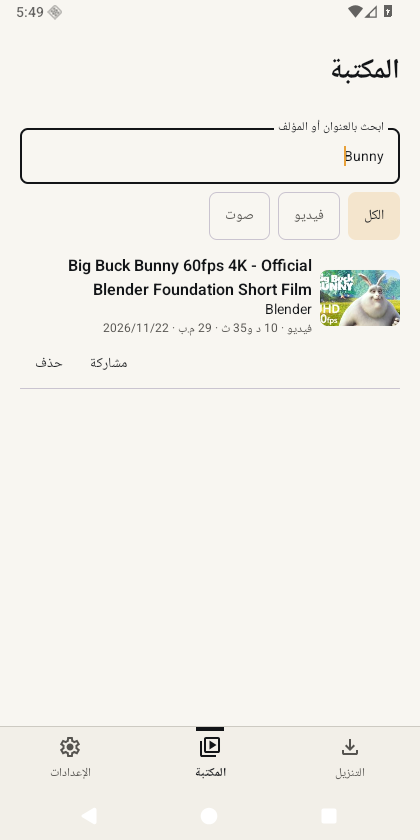 5:49
المكتبة
ابحث بالعنوان أو المؤلف
Bunny
الكل
فيديو
صوت
Big Buck Bunny 60fps 4K - Official
Blender Foundation Short Film
Blender
فيديو · 10 د و35 ث · 29 م.ب · 2026/11/22
مشاركة
حذف
التنزيل
المكتبة
الإعدادات